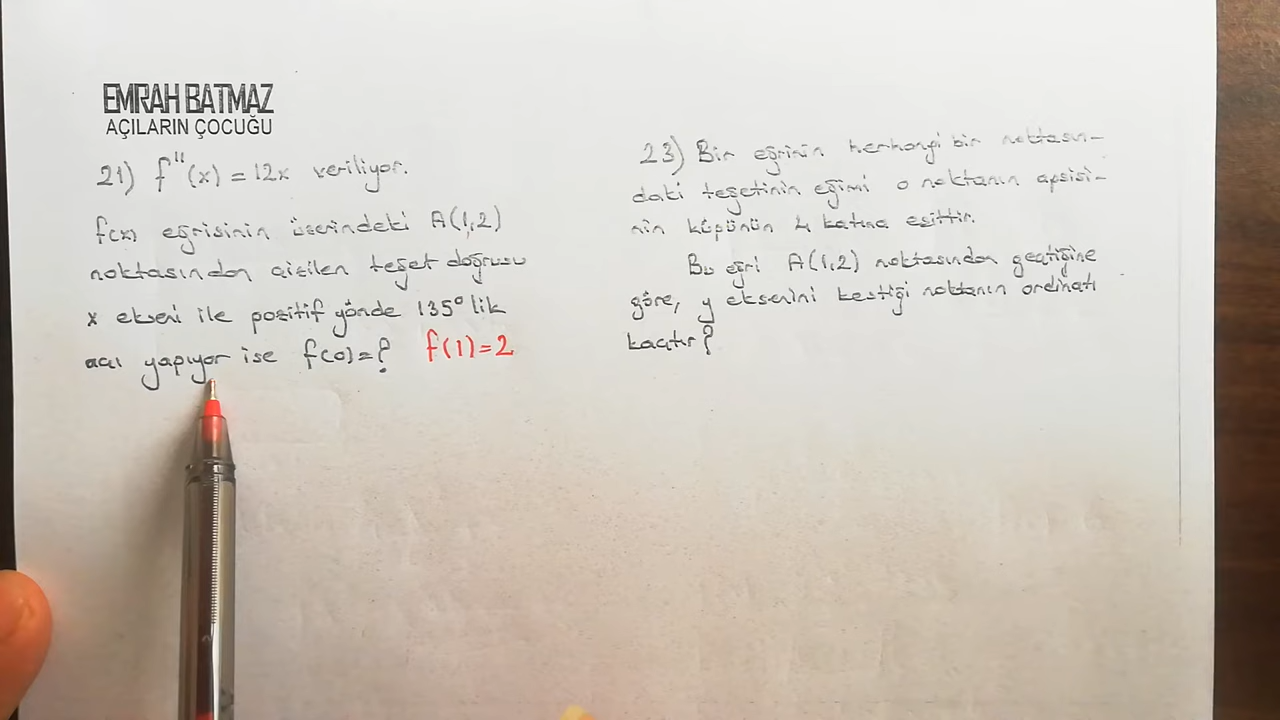 EMRAH BATMAZ
AÇILARIN ÇOCUĞU
21) f''(x) = 12x veriliyor.
f(x) eğrisinin üzerindeki A(1,2)
noktasından çizilen teğet doğrusu
x ekseni ile pozitif yönde 135° lik
açı yapıyor ise f(0)=? f(1)=2
23) Bir eğrinin herhangi bir noktasın-
daki teğetinin eğimi o noktanın apsisi-
nin küpünün 4 katına eşittir.
Bu eğri A(1,2) noktasından geçtiğine
göre, y eksenini kestiği noktanın ordinatı
kaçtır?